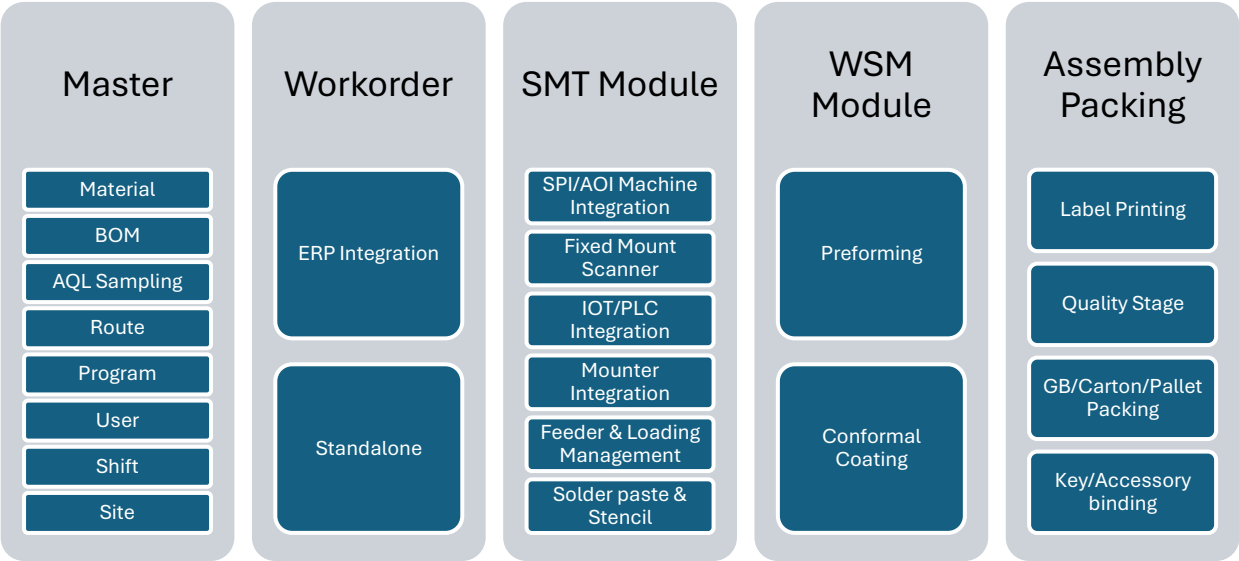 Master
Material
BOM
AQL Sampling
Route
Program
User
Shift
Site
Workorder
ERP Integration
Standalone
SMT Module
SPI/AOI Machine
Integration
Fixed Mount
Scanner
IOT/PLC
Integration
Mounter
Integration
Feeder & Loading
Management
Solder paste &
Stencil
WSM
Module
Preforming
Conformal
Coating
Assembly
Packing
Label Printing
Quality Stage
GB/Carton/Pallet
Packing
Key/Accessory
binding